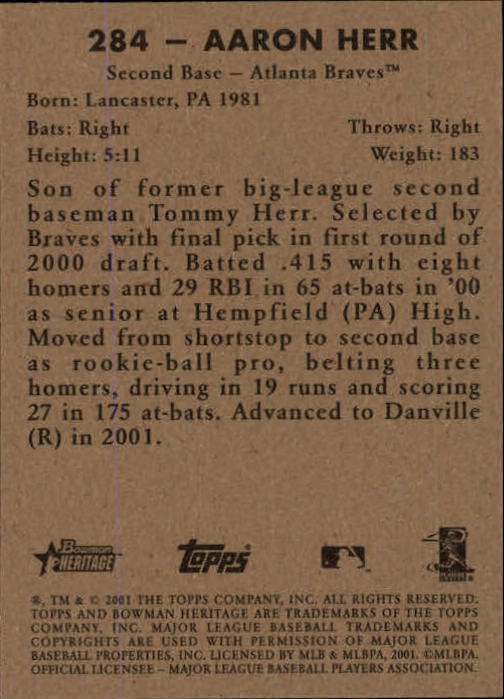 284 – AARON HERR
Second Base – Atlanta Braves™
Born: Lancaster, PA 1981
Bats: Right Throws: Right
Height: 5:11 Weight: 183
Son of former big-league second
baseman Tommy Herr. Selected by
Braves with final pick in first round of
2000 draft. Batted .415 with eight
homers and 29 RBI in 65 at-bats in '00
as senior at Hempfield (PA) High.
Moved from shortstop to second base
as rookie-ball pro, belting three
homers, driving in 19 runs and scoring
27 in 175 at-bats. Advanced to Danville
(R) in 2001.
Bowman
HERITAGE
Topps
®, TM & © 2001 THE TOPPS COMPANY, INC. ALL RIGHTS RESERVED.
TOPPS AND BOWMAN HERITAGE ARE TRADEMARKS OF THE TOPPS
COMPANY, INC. MAJOR LEAGUE BASEBALL TRADEMARKS AND
COPYRIGHTS ARE USED WITH PERMISSION OF MAJOR LEAGUE
BASEBALL PROPERTIES, INC. LICENSED BY MLB & MLBPA, 2001. ©MLBPA.
OFFICIAL LICENSEE – MAJOR LEAGUE BASEBALL PLAYERS ASSOCIATION.